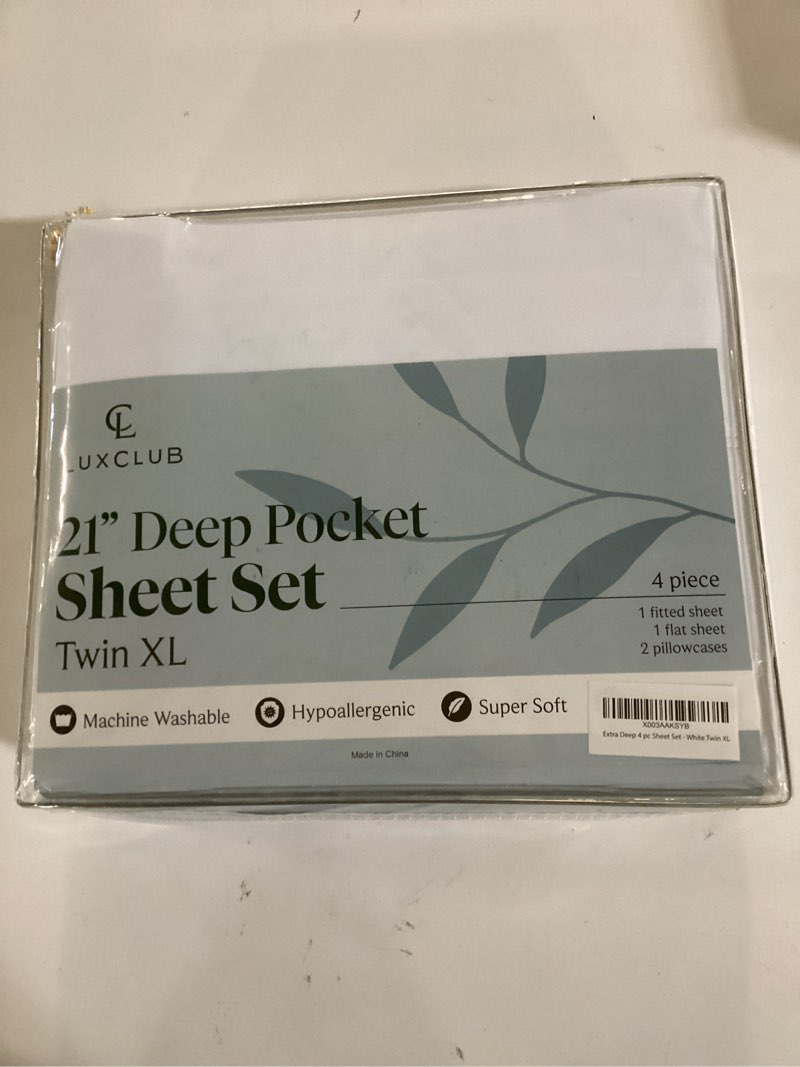 CL
LUXCLUB
21” Deep Pocket
Sheet Set
Twin XL
4 piece
1 fitted sheet
1 flat sheet
2 pillowcases
Machine Washable
Hypoallergenic
Super Soft
X003AAKSYB
Extra Deep 4 pc Sheet Set - White Twin XL
Made in China